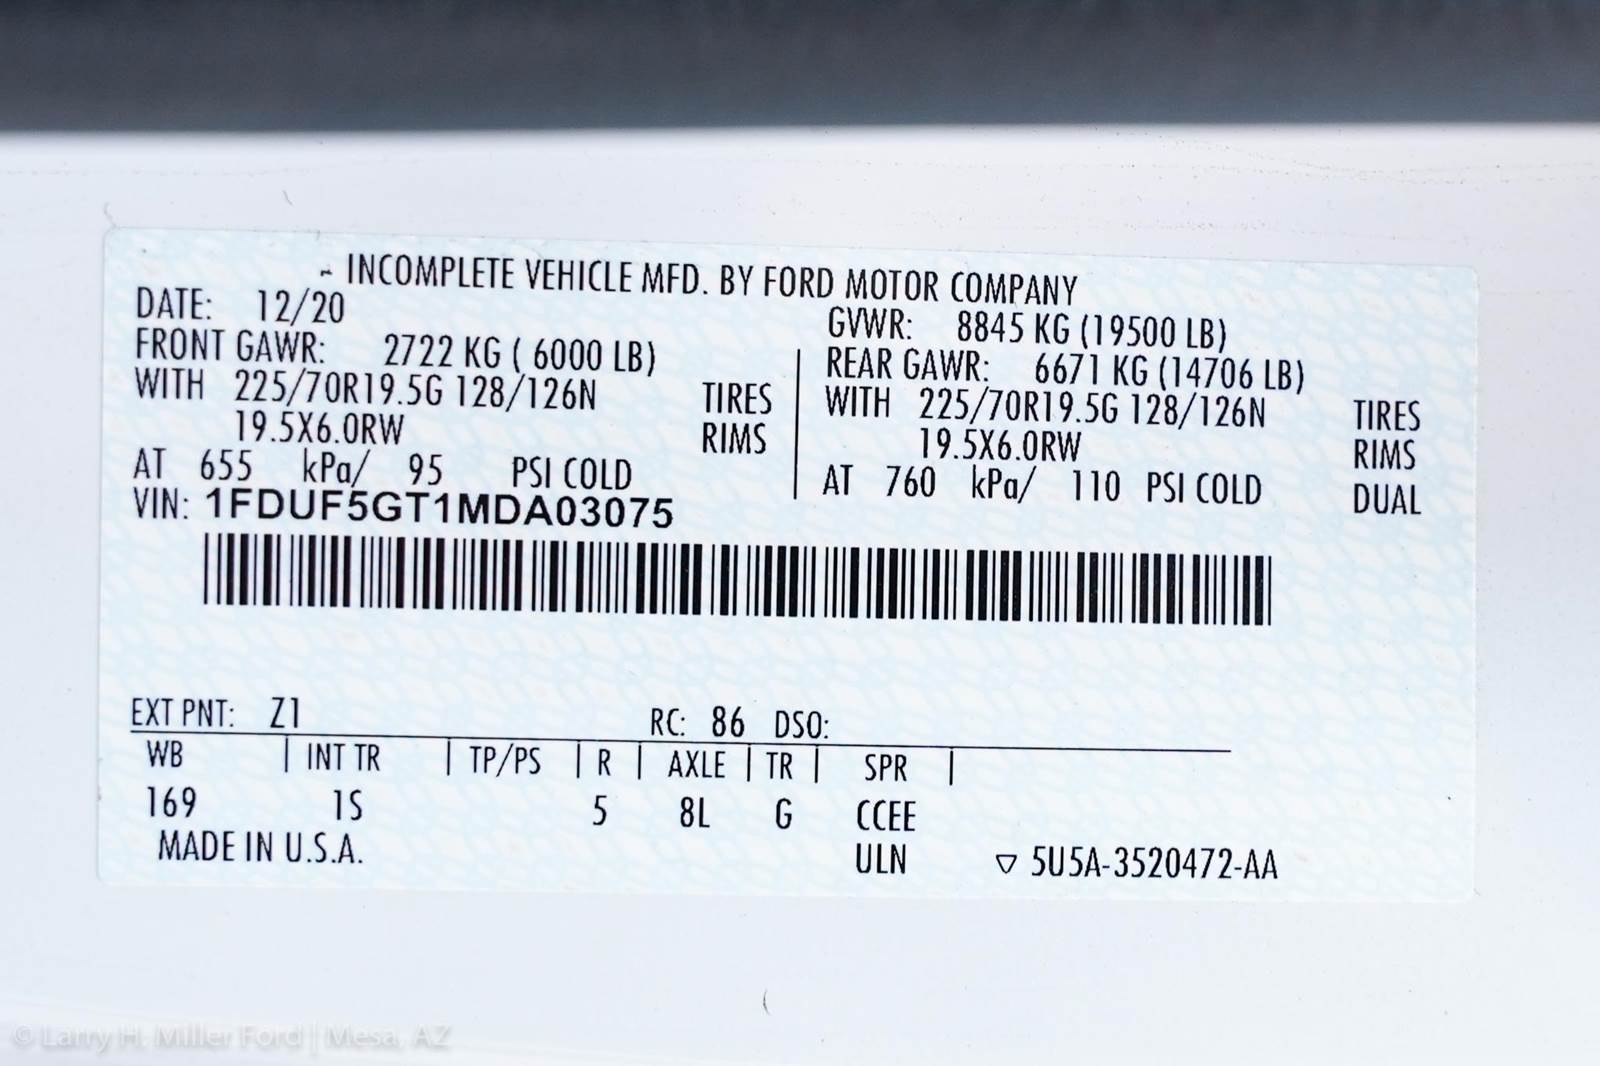 INCOMPLETE VEHICLE MFD. BY FORD MOTOR COMPANY
DATE: 12/20 GVWR: 8845 KG (19500 LB)
FRONT GAWR: 2722 KG ( 6000 LB) REAR GAWR: 6671 KG (14706 LB)
WITH 225/70R19.5G 128/126N TIRES WITH 225/70R19.5G 128/126N TIRES
19.5X6.0RW RIMS 19.5X6.0RW RIMS
AT 655 kPa/ 95 PSI COLD AT 760 kPa/ 110 PSI COLD DUAL
VIN: 1FDUF5GT1MDA03075
EXT PNT: Z1 RC: 86 DSO:
WB | INT TR | TP/PS | R | AXLE | TR | SPR |
169 1S 5 8L G CCEE
MADE IN U.S.A. ULN ▽ 5U5A-3520472-AA
© Larry H. Miller Ford | Mesa, AZ